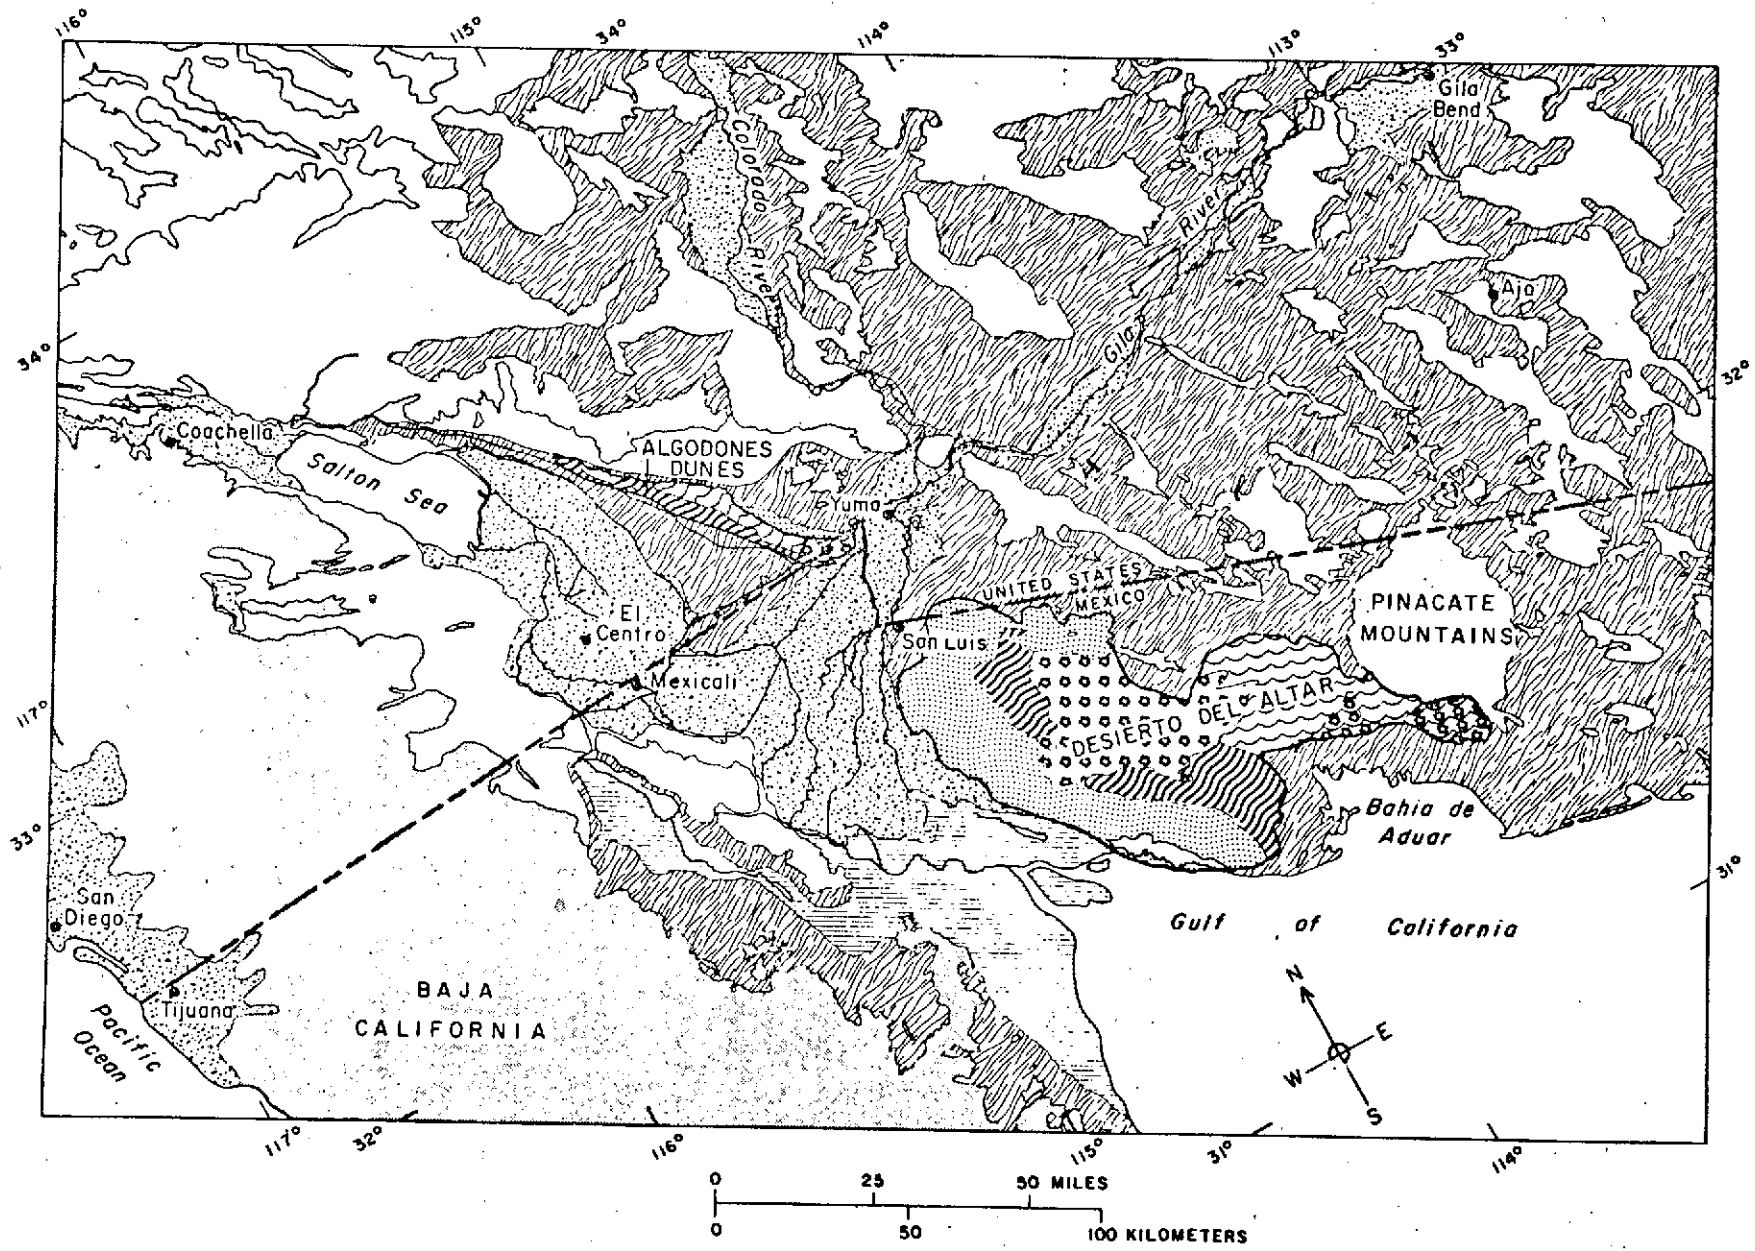 116°
115°
34°
114°
113°
33°
Gila
Bend
Colorado
River
River
Gila
Ajo
34°
32°
Coachella
Salton Sea
ALGODONES
DUNES
Yuma
UNITED STATES
MEXICO
El
Centro
San Luis
PINACATE
MOUNTAINS
Mexicali
DESIERTO DEL ALTAR
117°
33°
Bahia de
Aduar
31°
San
Diego
Gulf of California
BAJA
CALIFORNIA
Tijuana
Pacific
Ocean
N
E
W
S
117°
32°
116°
115°
31°
114°
0 25 50 MILES
0 50 100 KILOMETERS